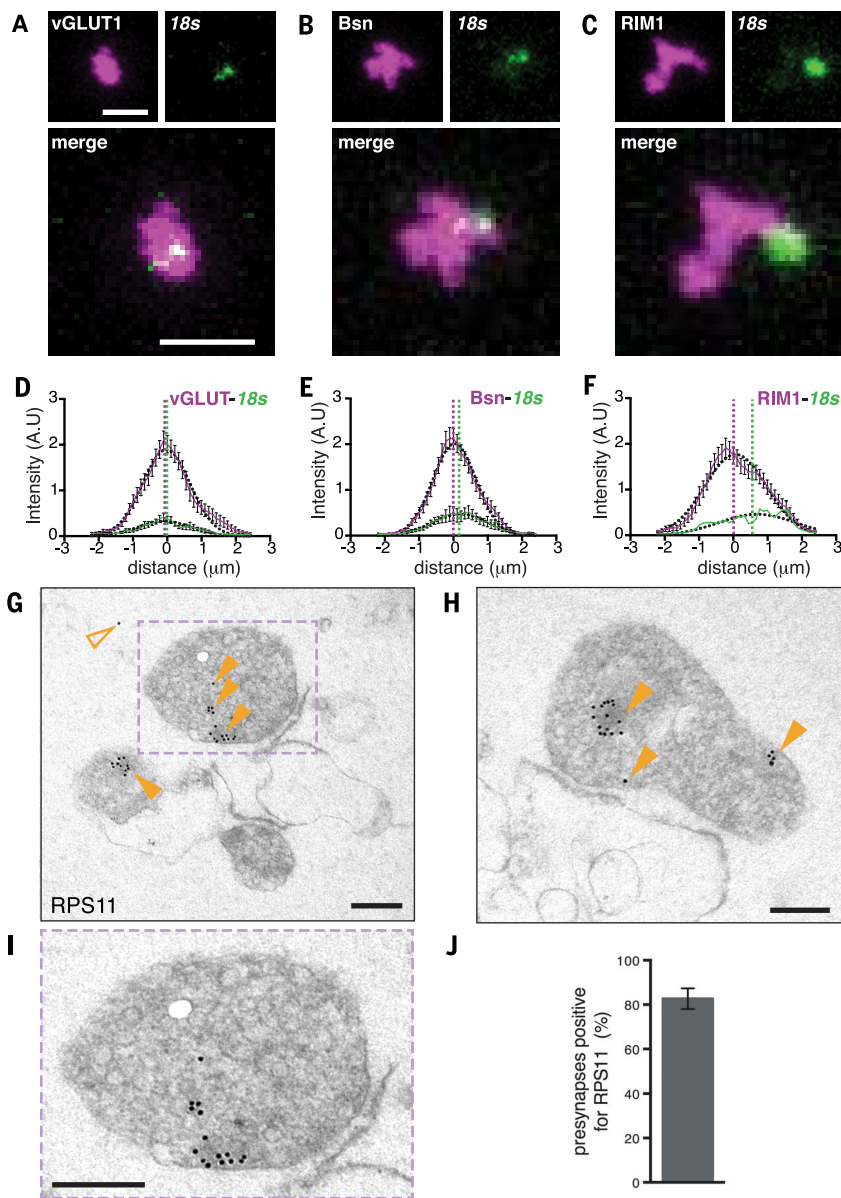 A
vGLUT1
18s
merge
B
Bsn
18s
merge
C
RIM1
18s
merge
D
vGLUT-18s
Intensity (A.U)
3
2
1
0
-3 -2 -1 0 1 2 3
distance (μm)
E
Bsn-18s
Intensity (A.U)
3
2
1
0
-3 -2 -1 0 1 2 3
distance (μm)
F
RIM1-18s
Intensity (A.U)
3
2
1
0
-3 -2 -1 0 1 2 3
distance (μm)
G
RPS11
H
I
J
presynapses positive
for RPS11 (%)
100
80
60
40
20
0